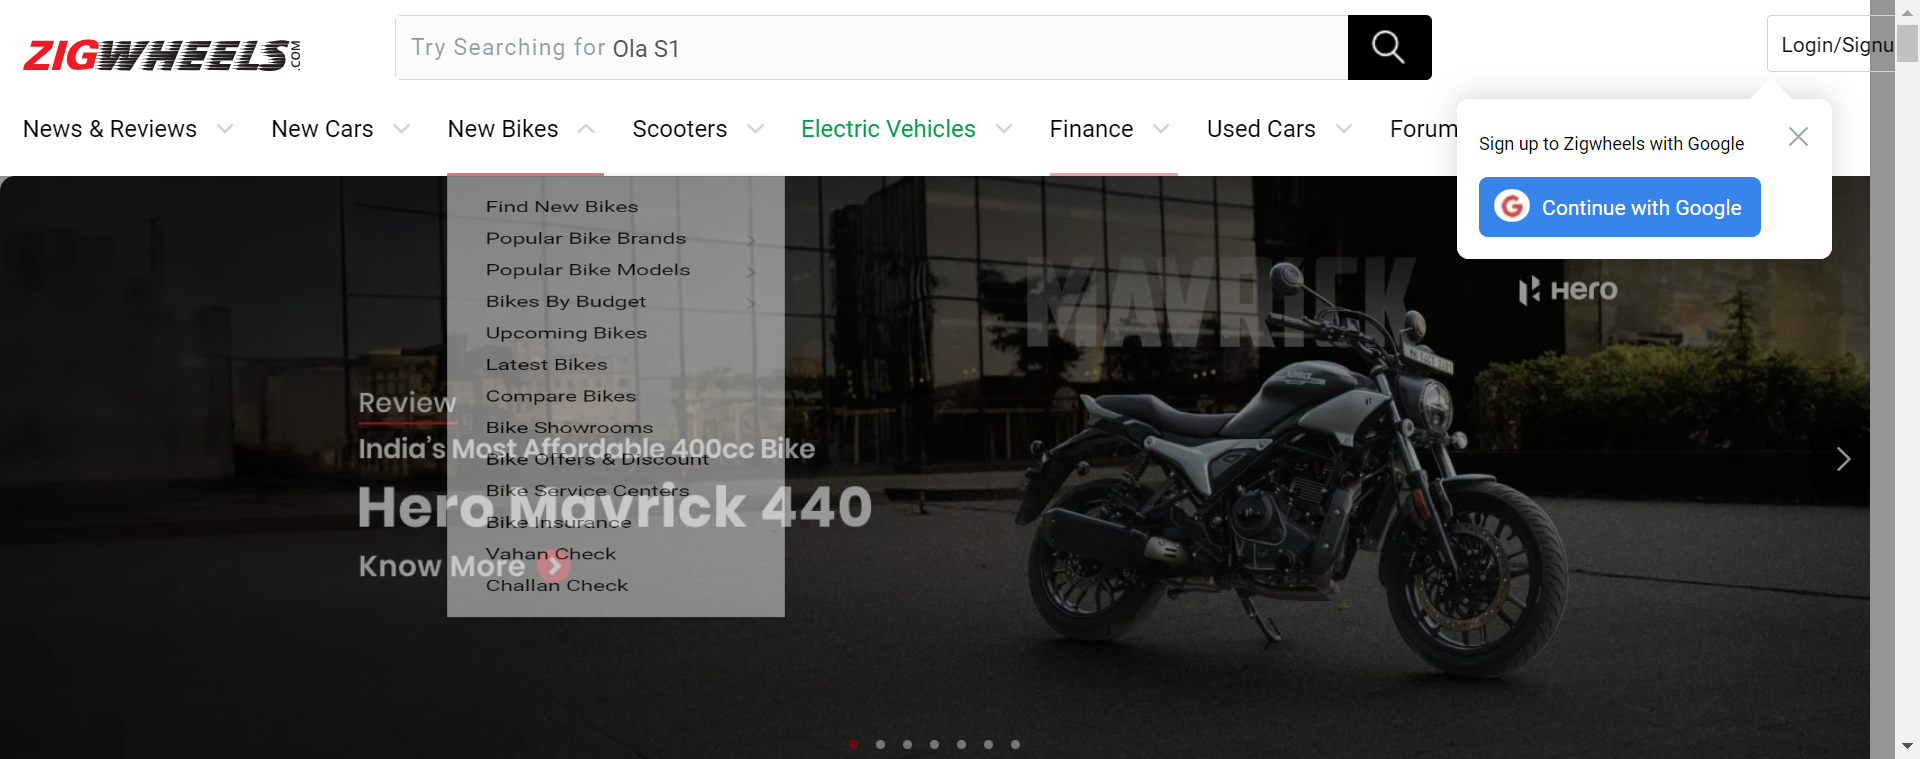 ZIGWHEELS.COM
Try Searching for Ola S1
Login/Signu
News & Reviews
New Cars
New Bikes
Scooters
Electric Vehicles
Finance
Used Cars
Forum
Sign up to Zigwheels with Google
G Continue with Google
Find New Bikes
Popular Bike Brands
Popular Bike Models
Bikes By Budget
Upcoming Bikes
Latest Bikes
Compare Bikes
Bike Showrooms
Bike Offers & Discount
Bike Service Centers
Bike Insurance
Vahan Check
Challan Check
MAVRICK
Hero
Review
India's Most Affordable 400cc Bike
Hero Mavrick 440
Know More